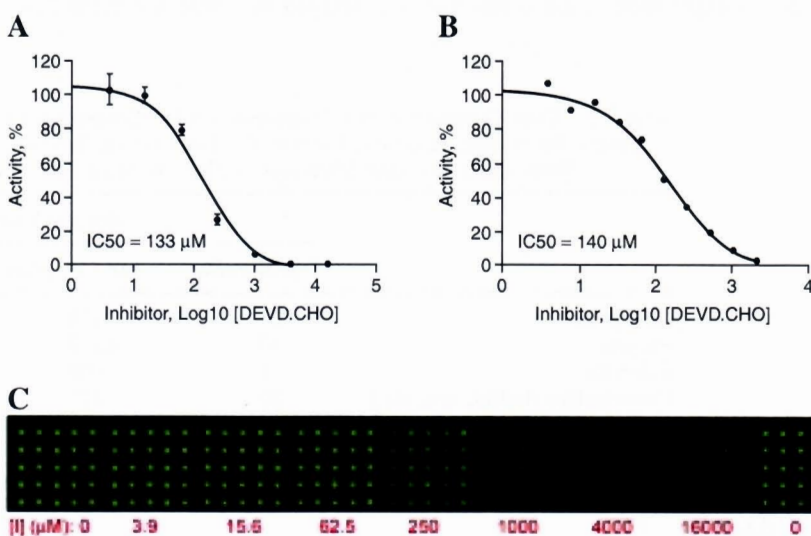 A
120
100
80
60
40
20
0
Activity, %
IC50 = 133 µM
0 1 2 3 4 5
Inhibitor, Log10 [DEVD.CHO]
B
120
100
80
60
40
20
0
Activity, %
IC50 = 140 µM
0 1 2 3 4
Inhibitor, Log10 [DEVD.CHO]
C
[I] (µM): 0 3.9 15.6 62.5 250 1000 4000 16000 0